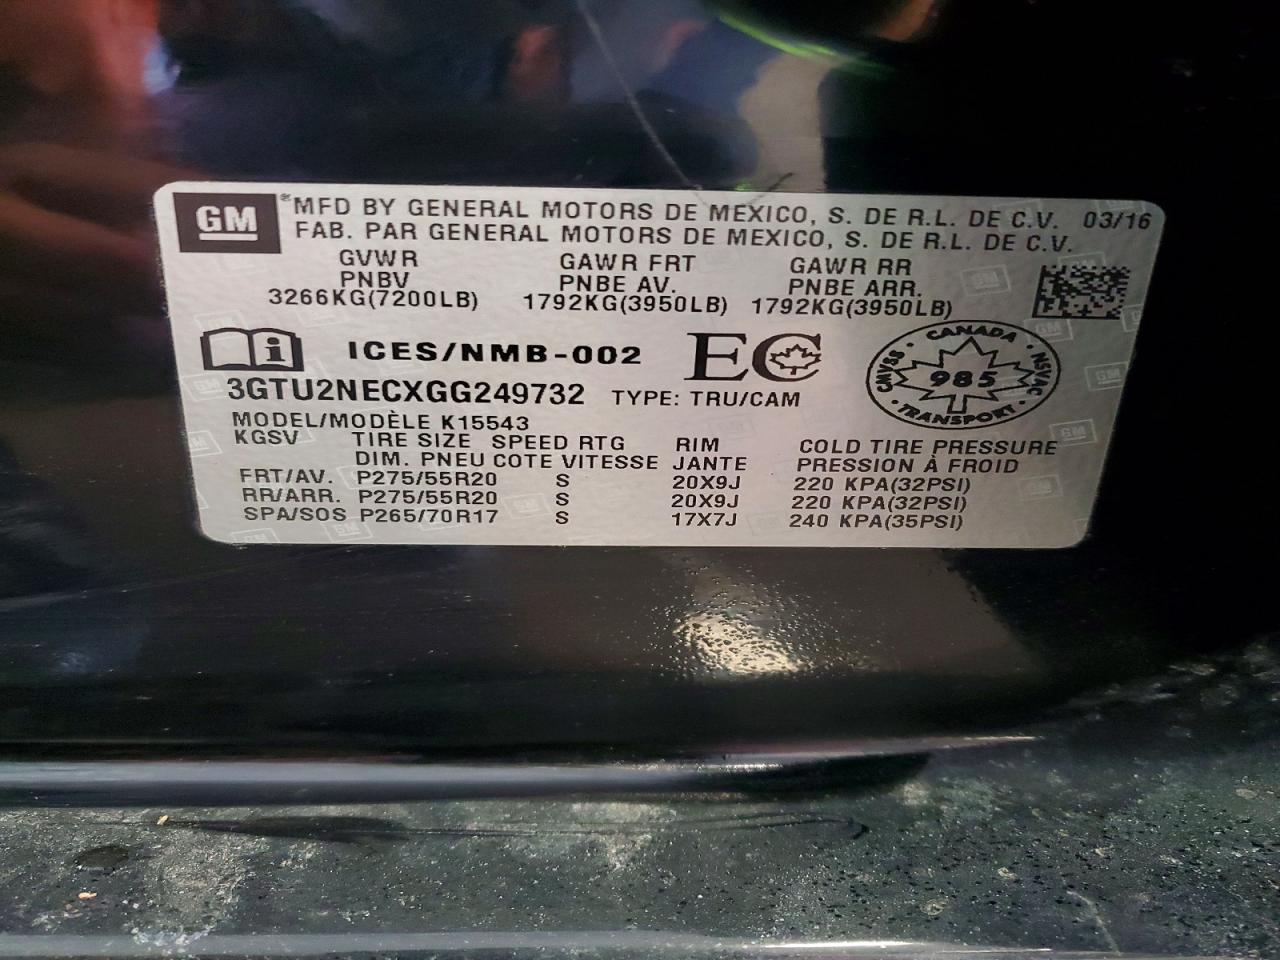 GM *MFD BY GENERAL MOTORS DE MEXICO, S. DE R.L. DE C.V. 03/16
FAB. PAR GENERAL MOTORS DE MEXICO, S. DE R.L. DE C.V.
GVWR GAWR FRT GAWR RR
PNBV PNBE AV. PNBE ARR.
3266KG(7200LB) 1792KG(3950LB) 1792KG(3950LB)
i ICES/NMB-002 EC
CANADA
CMVSS 985 NSVAC
TRANSPORT
3GTU2NECXGG249732 TYPE: TRU/CAM
MODEL/MODÈLE K15543
KGSV TIRE SIZE SPEED RTG RIM COLD TIRE PRESSURE
DIM. PNEU COTE VITESSE JANTE PRESSION À FROID
FRT/AV. P275/55R20 S 20X9J 220 KPA(32PSI)
RR/ARR. P275/55R20 S 20X9J 220 KPA(32PSI)
SPA/SOS P265/70R17 S 17X7J 240 KPA(35PSI)